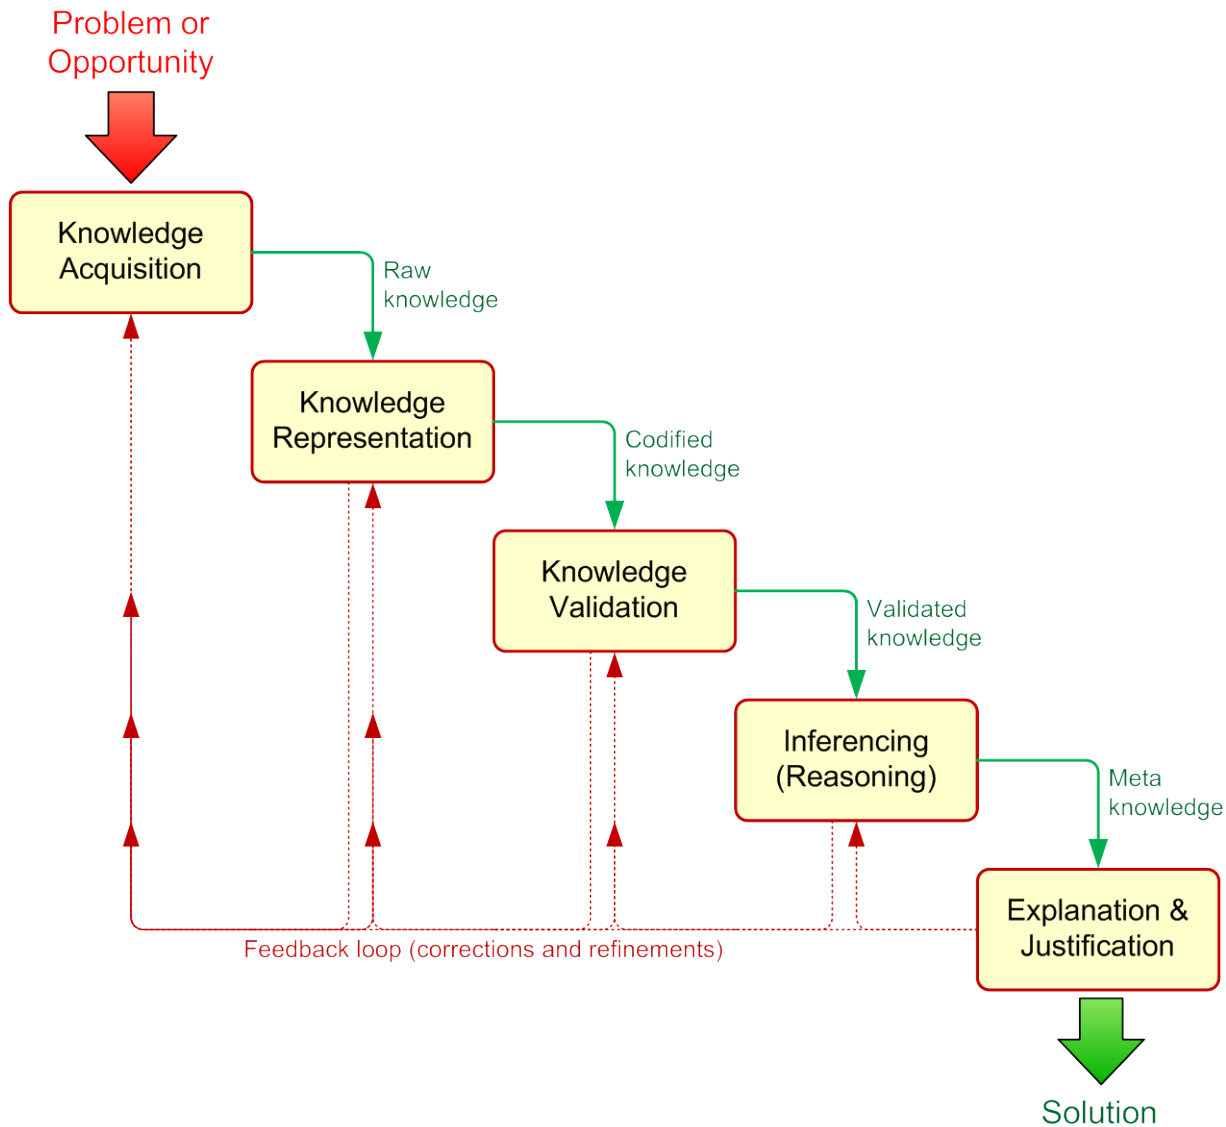 Problem or
Opportunity
Knowledge
Acquisition
Raw
knowledge
Knowledge
Representation
Codified
knowledge
Knowledge
Validation
Validated
knowledge
Inferencing
(Reasoning)
Meta
knowledge
Explanation &
Justification
Feedback loop (corrections and refinements)
Solution